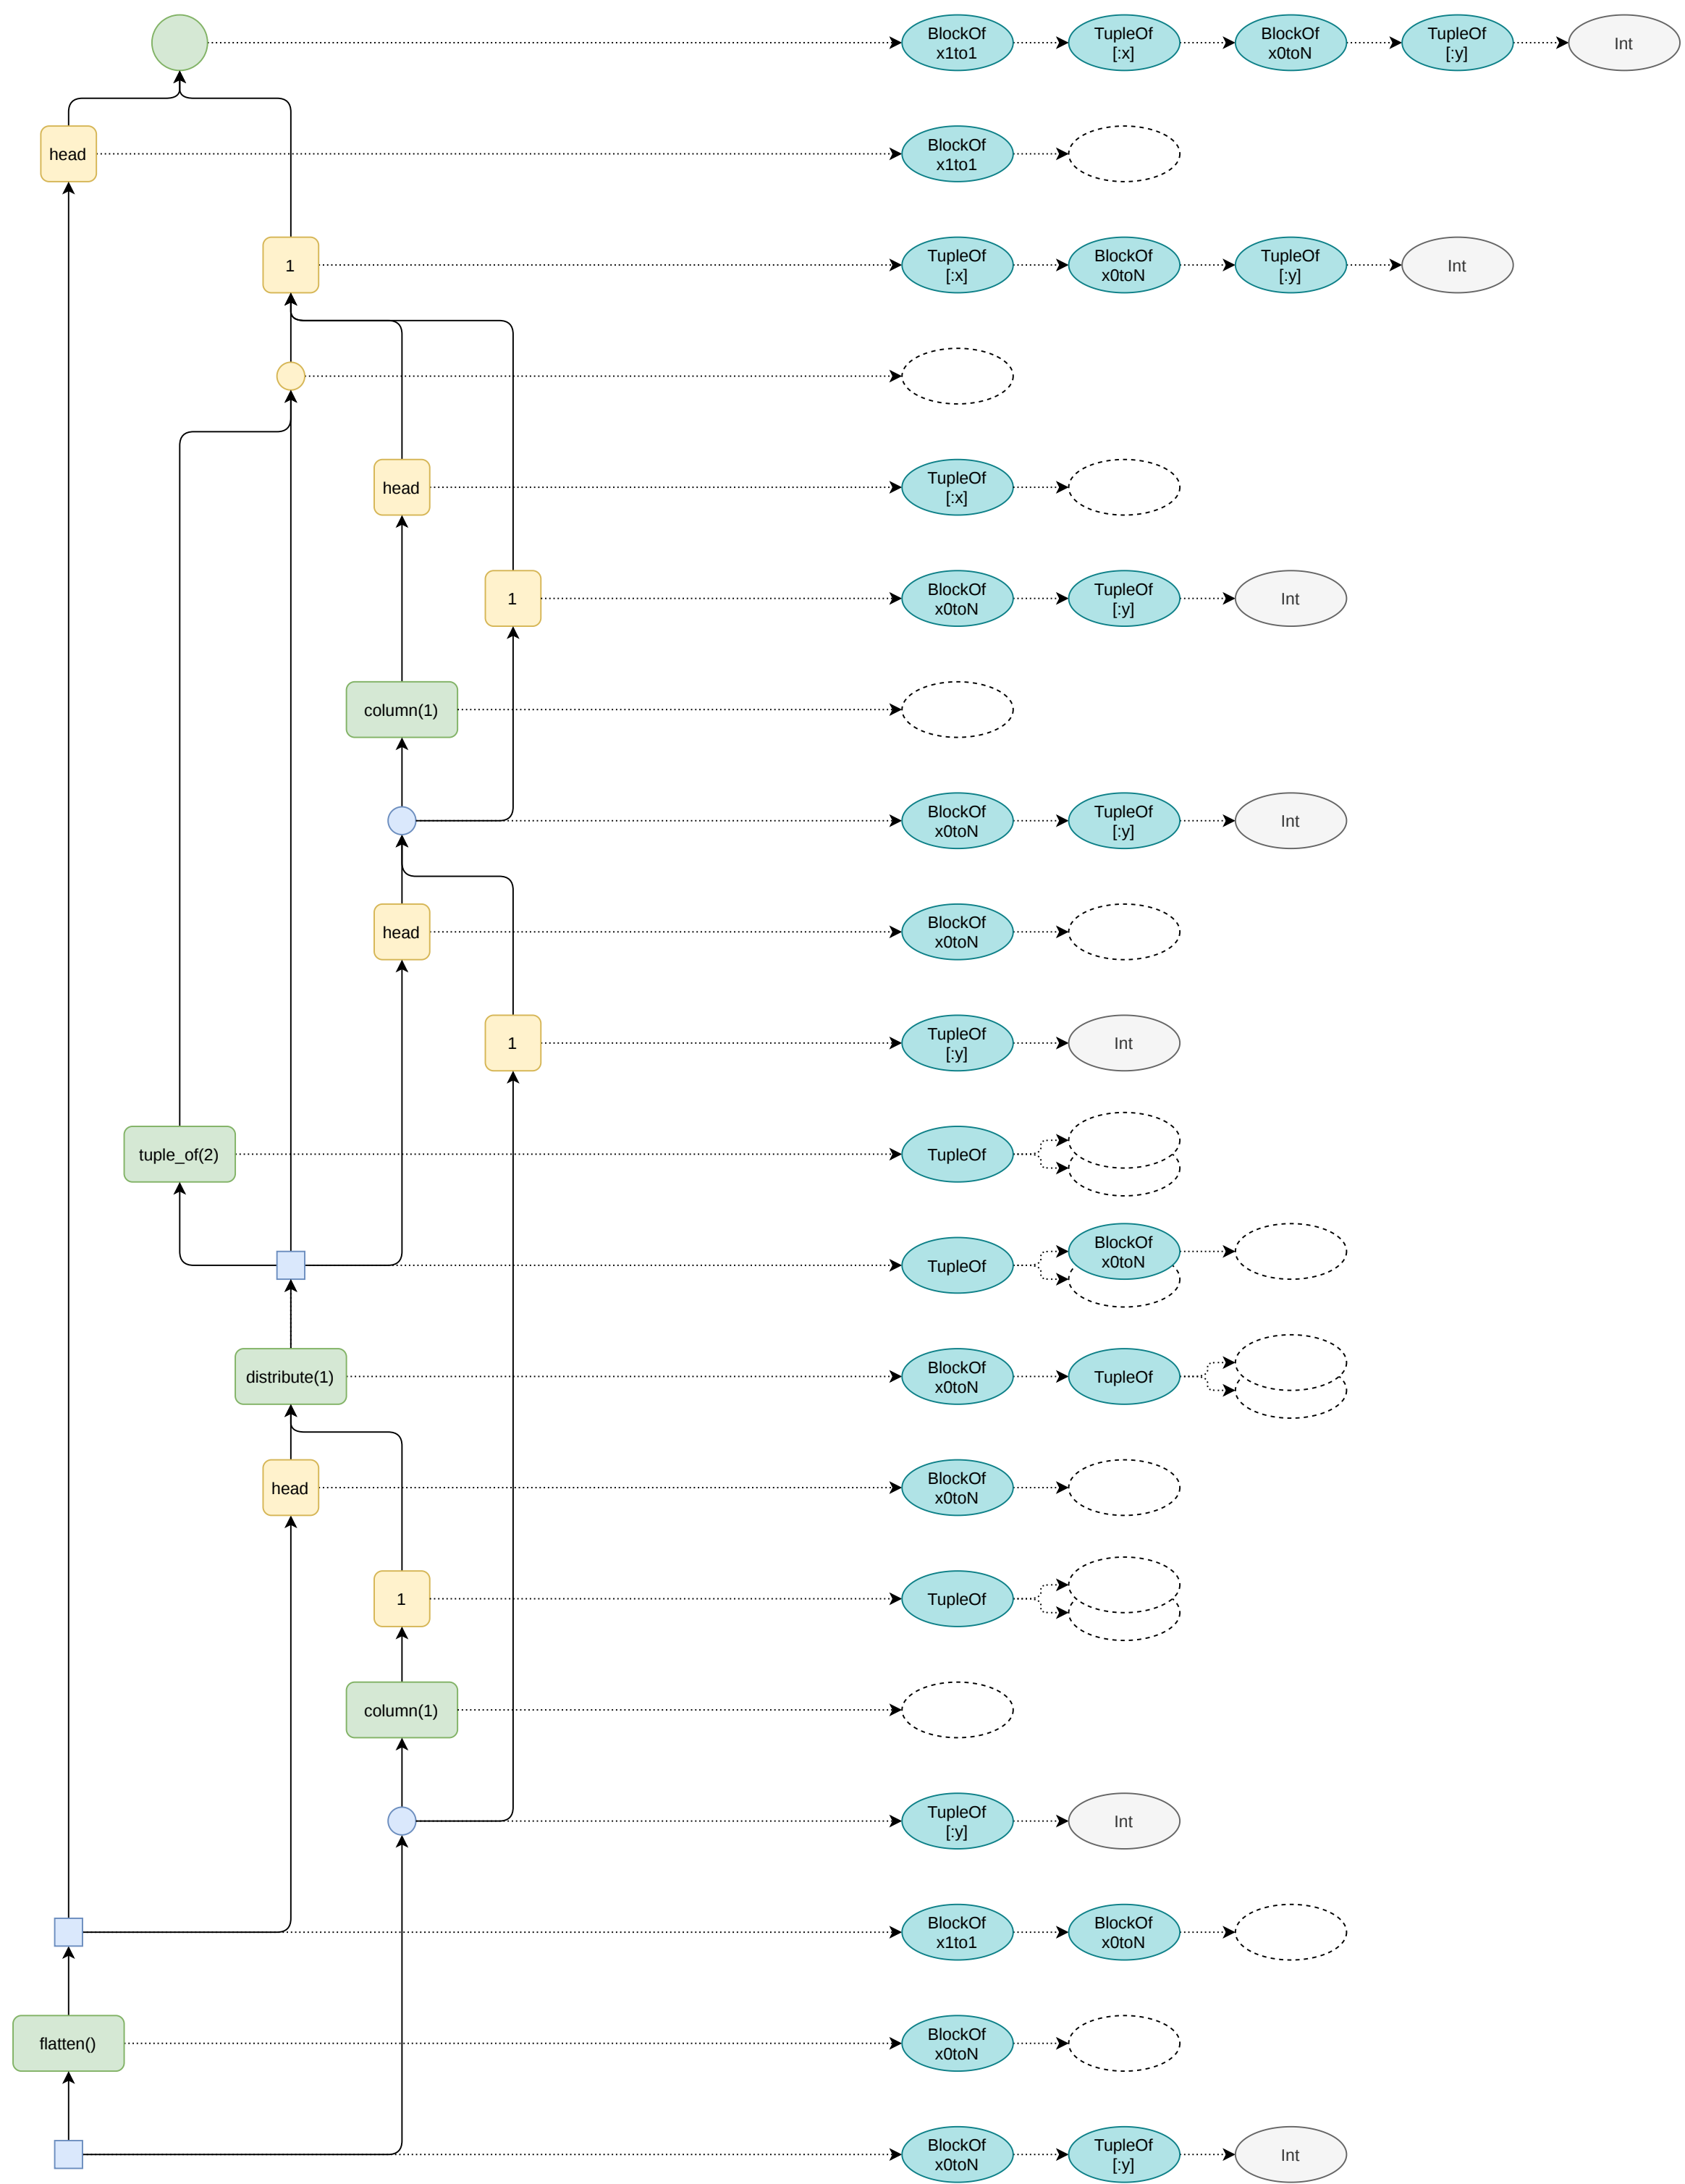 BlockOf
x1to1
TupleOf
[:x]
BlockOf
x0toN
TupleOf
[:y]
Int
head
BlockOf
x1to1
1
TupleOf
[:x]
BlockOf
x0toN
TupleOf
[:y]
Int
head
TupleOf
[:x]
1
BlockOf
x0toN
TupleOf
[:y]
Int
column(1)
BlockOf
x0toN
TupleOf
[:y]
Int
head
BlockOf
x0toN
1
TupleOf
[:y]
Int
tuple_of(2)
TupleOf
TupleOf
BlockOf
x0toN
distribute(1)
BlockOf
x0toN
TupleOf
head
BlockOf
x0toN
1
TupleOf
column(1)
TupleOf
[:y]
Int
BlockOf
x1to1
BlockOf
x0toN
flatten()
BlockOf
x0toN
BlockOf
x0toN
TupleOf
[:y]
Int